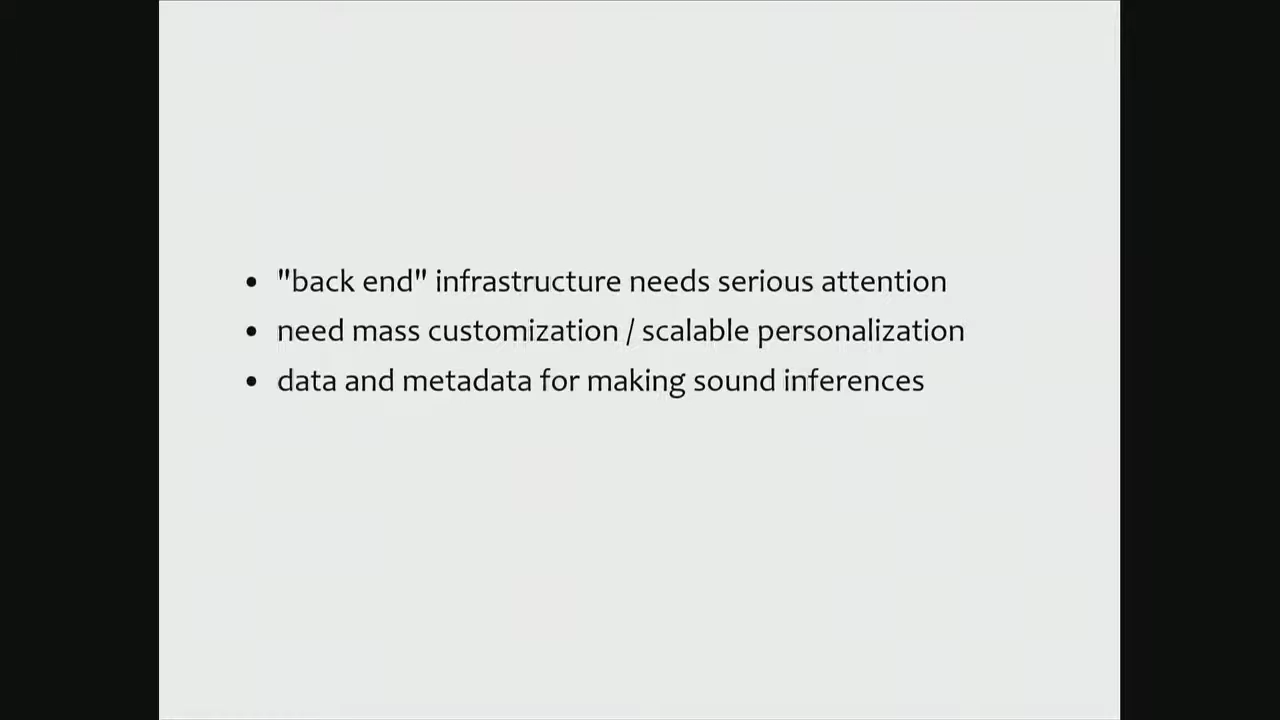 • "back end" infrastructure needs serious attention
• need mass customization / scalable personalization
• data and metadata for making sound inferences